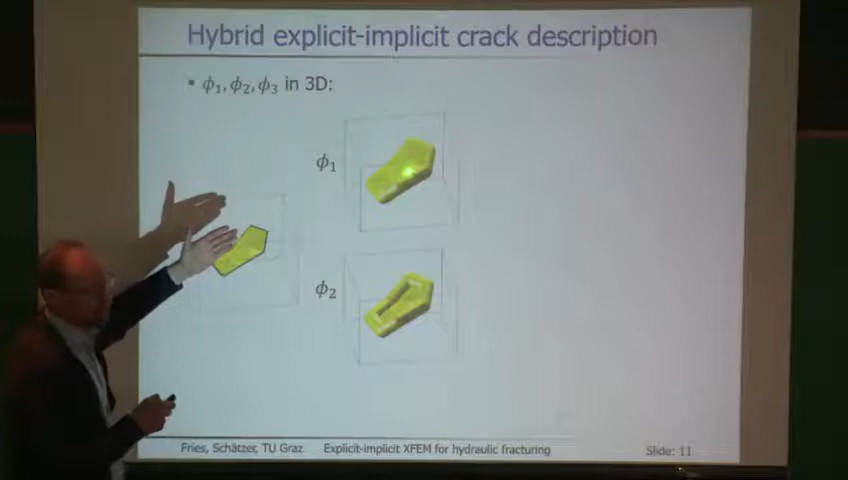 Hybrid explicit-implicit crack description
▪ ϕ₁, ϕ₂, ϕ₃ in 3D:
ϕ₁
ϕ₂
Fries, Schätzer, TU Graz Explicit-implicit XFEM for hydraulic fracturing Slide: 11